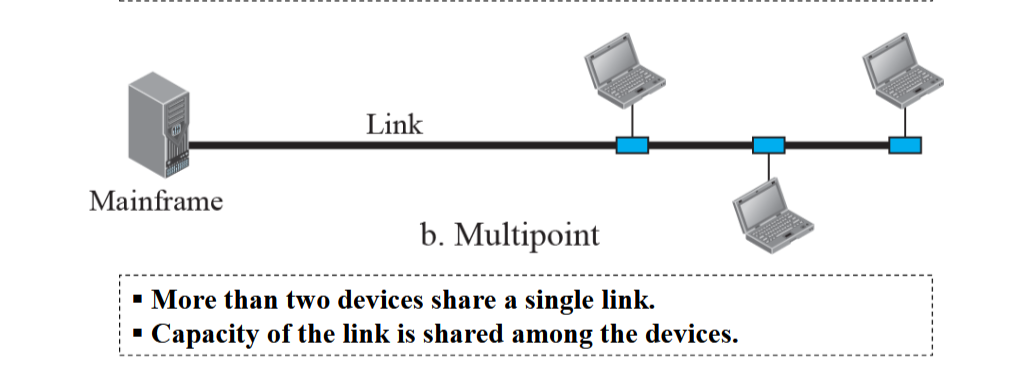 Link
Mainframe
b. Multipoint
▪ More than two devices share a single link.
▪ Capacity of the link is shared among the devices.